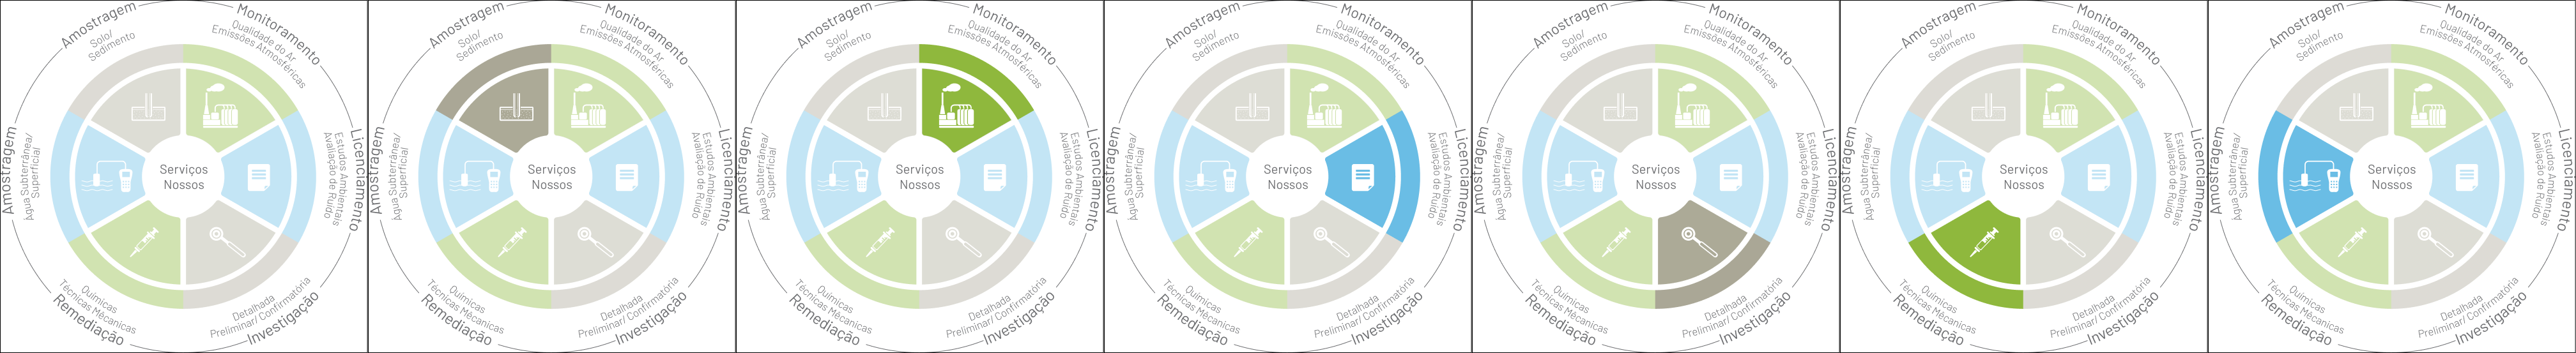 Amostragem
Solo/
Sedimento
Monitoramento
Qualidade do Ar
Emissões Atmosféricas
Licenciamento
Estudos Ambientais
Avaliação de Ruído
Amostragem
Água Subterrânea/
Superficial
Serviços
Nossos
Químicas
Técnicas Mêcanicas
Remediação
Detalhada
Preliminar/ Confirmatória
Investigação
Amostragem
Solo/
Sedimento
Monitoramento
Qualidade do Ar
Emissões Atmosféricas
Licenciamento
Estudos Ambientais
Avaliação de Ruído
Amostragem
Água Subterrânea/
Superficial
Serviços
Nossos
Químicas
Técnicas Mêcanicas
Remediação
Detalhada
Preliminar/ Confirmatória
Investigação
Amostragem
Solo/
Sedimento
Monitoramento
Qualidade do Ar
Emissões Atmosféricas
Licenciamento
Estudos Ambientais
Avaliação de Ruído
Amostragem
Água Subterrânea/
Superficial
Serviços
Nossos
Químicas
Técnicas Mêcanicas
Remediação
Detalhada
Preliminar/ Confirmatória
Investigação
Amostragem
Solo/
Sedimento
Monitoramento
Qualidade do Ar
Emissões Atmosféricas
Licenciamento
Estudos Ambientais
Avaliação de Ruído
Amostragem
Água Subterrânea/
Superficial
Serviços
Nossos
Químicas
Técnicas Mêcanicas
Remediação
Detalhada
Preliminar/ Confirmatória
Investigação
Amostragem
Solo/
Sedimento
Monitoramento
Qualidade do Ar
Emissões Atmosféricas
Licenciamento
Estudos Ambientais
Avaliação de Ruído
Amostragem
Água Subterrânea/
Superficial
Serviços
Nossos
Químicas
Técnicas Mêcanicas
Remediação
Detalhada
Preliminar/ Confirmatória
Investigação
Amostragem
Solo/
Sedimento
Monitoramento
Qualidade do Ar
Emissões Atmosféricas
Licenciamento
Estudos Ambientais
Avaliação de Ruído
Amostragem
Água Subterrânea/
Superficial
Serviços
Nossos
Químicas
Técnicas Mêcanicas
Remediação
Detalhada
Preliminar/ Confirmatória
Investigação
Amostragem
Solo/
Sedimento
Monitoramento
Qualidade do Ar
Emissões Atmosféricas
Licenciamento
Estudos Ambientais
Avaliação de Ruído
Amostragem
Água Subterrânea/
Superficial
Serviços
Nossos
Químicas
Técnicas Mêcanicas
Remediação
Detalhada
Preliminar/ Confirmatória
Investigação